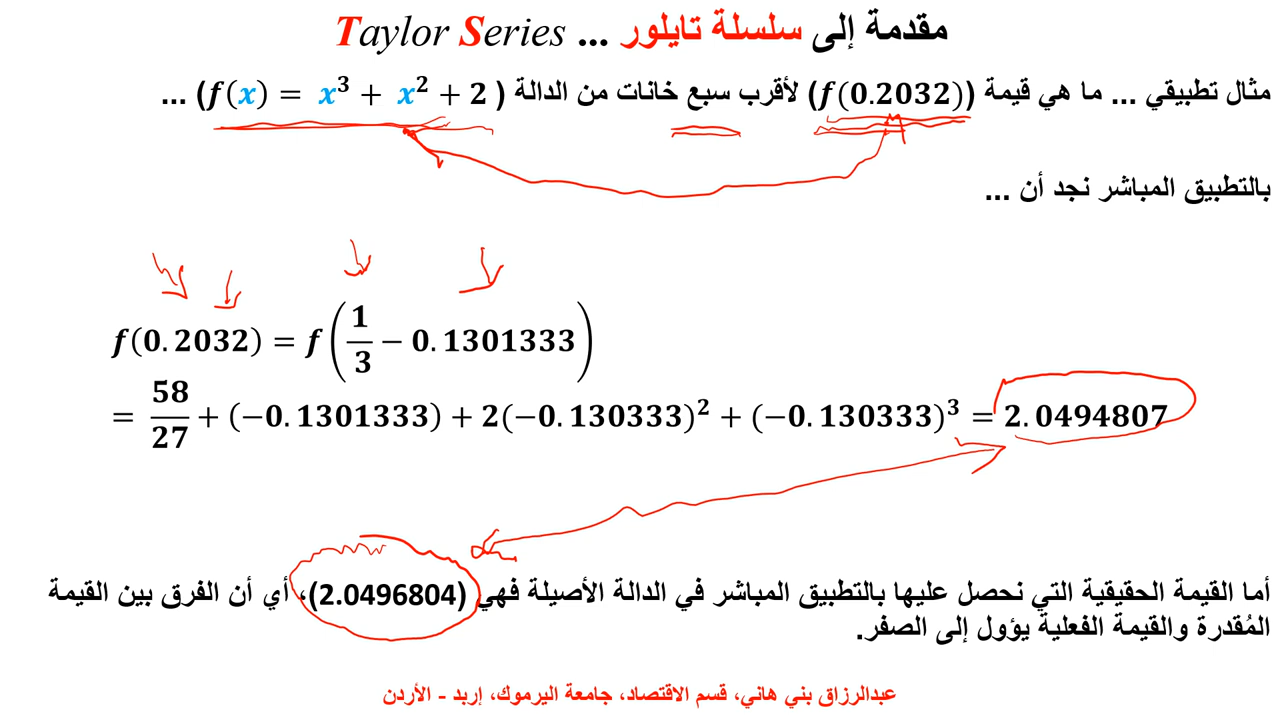 مقدمة إلى سلسلة تايلور ... Taylor Series
مثال تطبيقي ... ما هي قيمة (f(0.2032)) لأقرب سبع خانات من الدالة (f(x) = x³ + x² + 2) ...
بالتطبيق المباشر نجد أن ...
f(0.2032) = f(1/3 − 0.1301333)
= 58/27 + (−0.1301333) + 2(−0.130333)² + (−0.130333)³ = 2.0494807
أما القيمة الحقيقية التي نحصل عليها بالتطبيق المباشر في الدالة الأصيلة فهي (2.0496804)، أي أن الفرق بين القيمة
المُقدرة والقيمة الفعلية يؤول إلى الصفر.
عبدالرزاق بني هاني، قسم الاقتصاد، جامعة اليرموك، إربد - الأردن